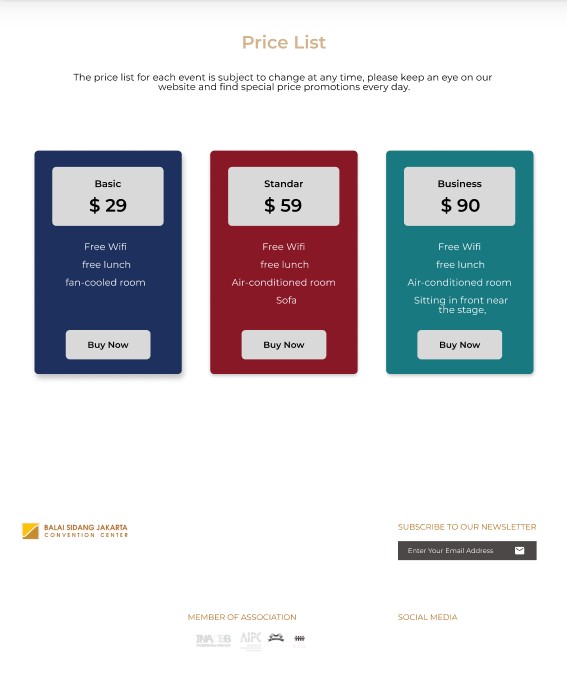 Price List
The price list for each event is subject to change at any time, please keep an eye on our
website and find special price promotions every day.
Basic
$ 29
Free Wifi
free lunch
fan-cooled room
Buy Now
Standar
$ 59
Free Wifi
free lunch
Air-conditioned room
Sofa
Buy Now
Business
$ 90
Free Wifi
free lunch
Air-conditioned room
Sitting in front near
the stage,
Buy Now
BALAI SIDANG JAKARTA
CONVENTION CENTER
SUBSCRIBE TO OUR NEWSLETTER
Enter Your Email Address
MEMBER OF ASSOCIATION
AIPC
SOCIAL MEDIA